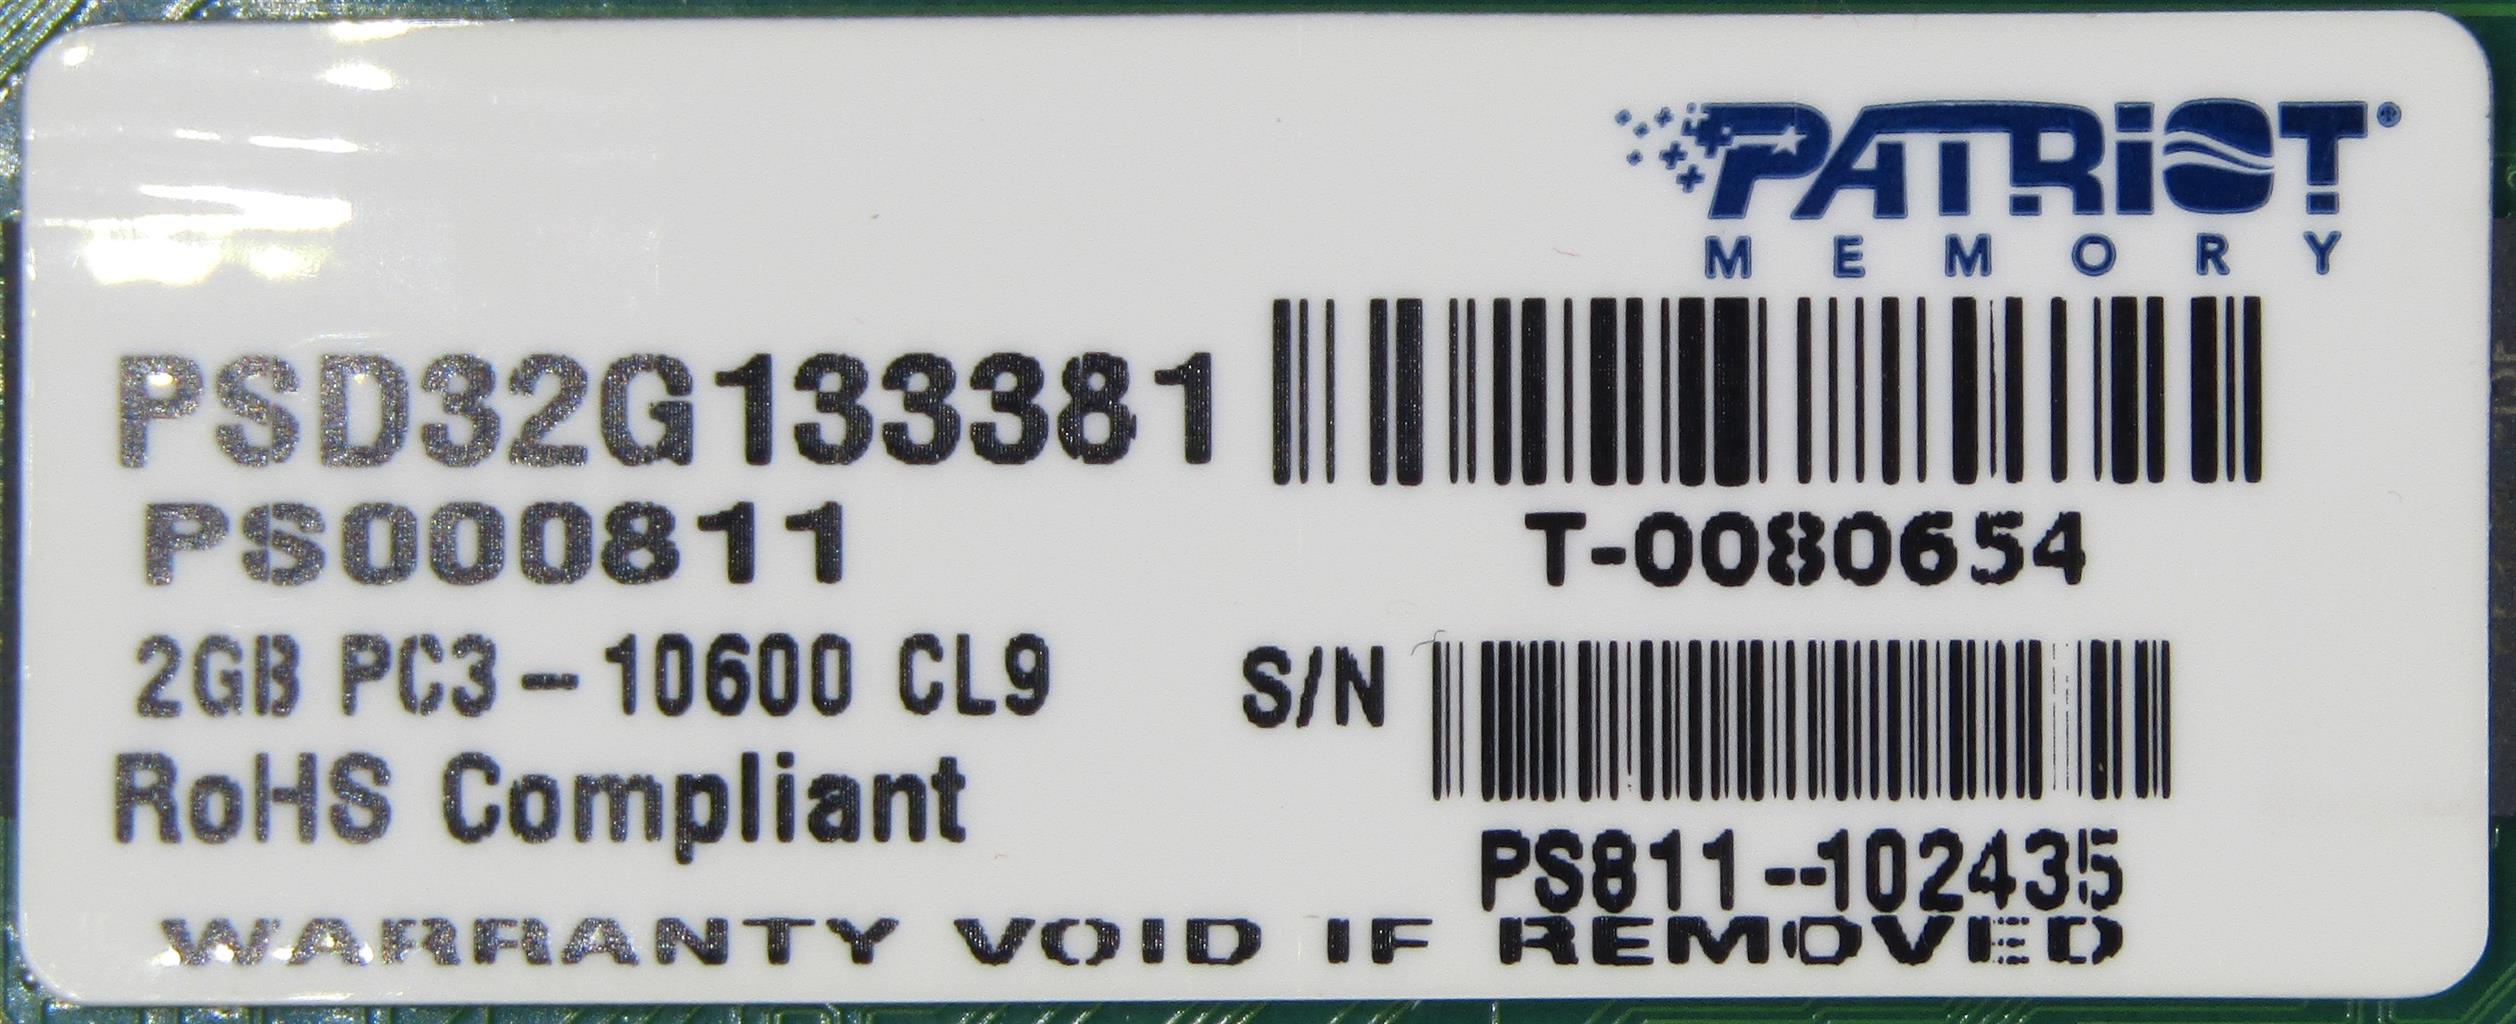 PATRIOT®
MEMORY
PSD32G133381
PS000811
T-0080654
2GB PC3-10600 CL9
S/N
RoHS Compliant
PS811--102435
WARRANTY VOID IF REMOVED